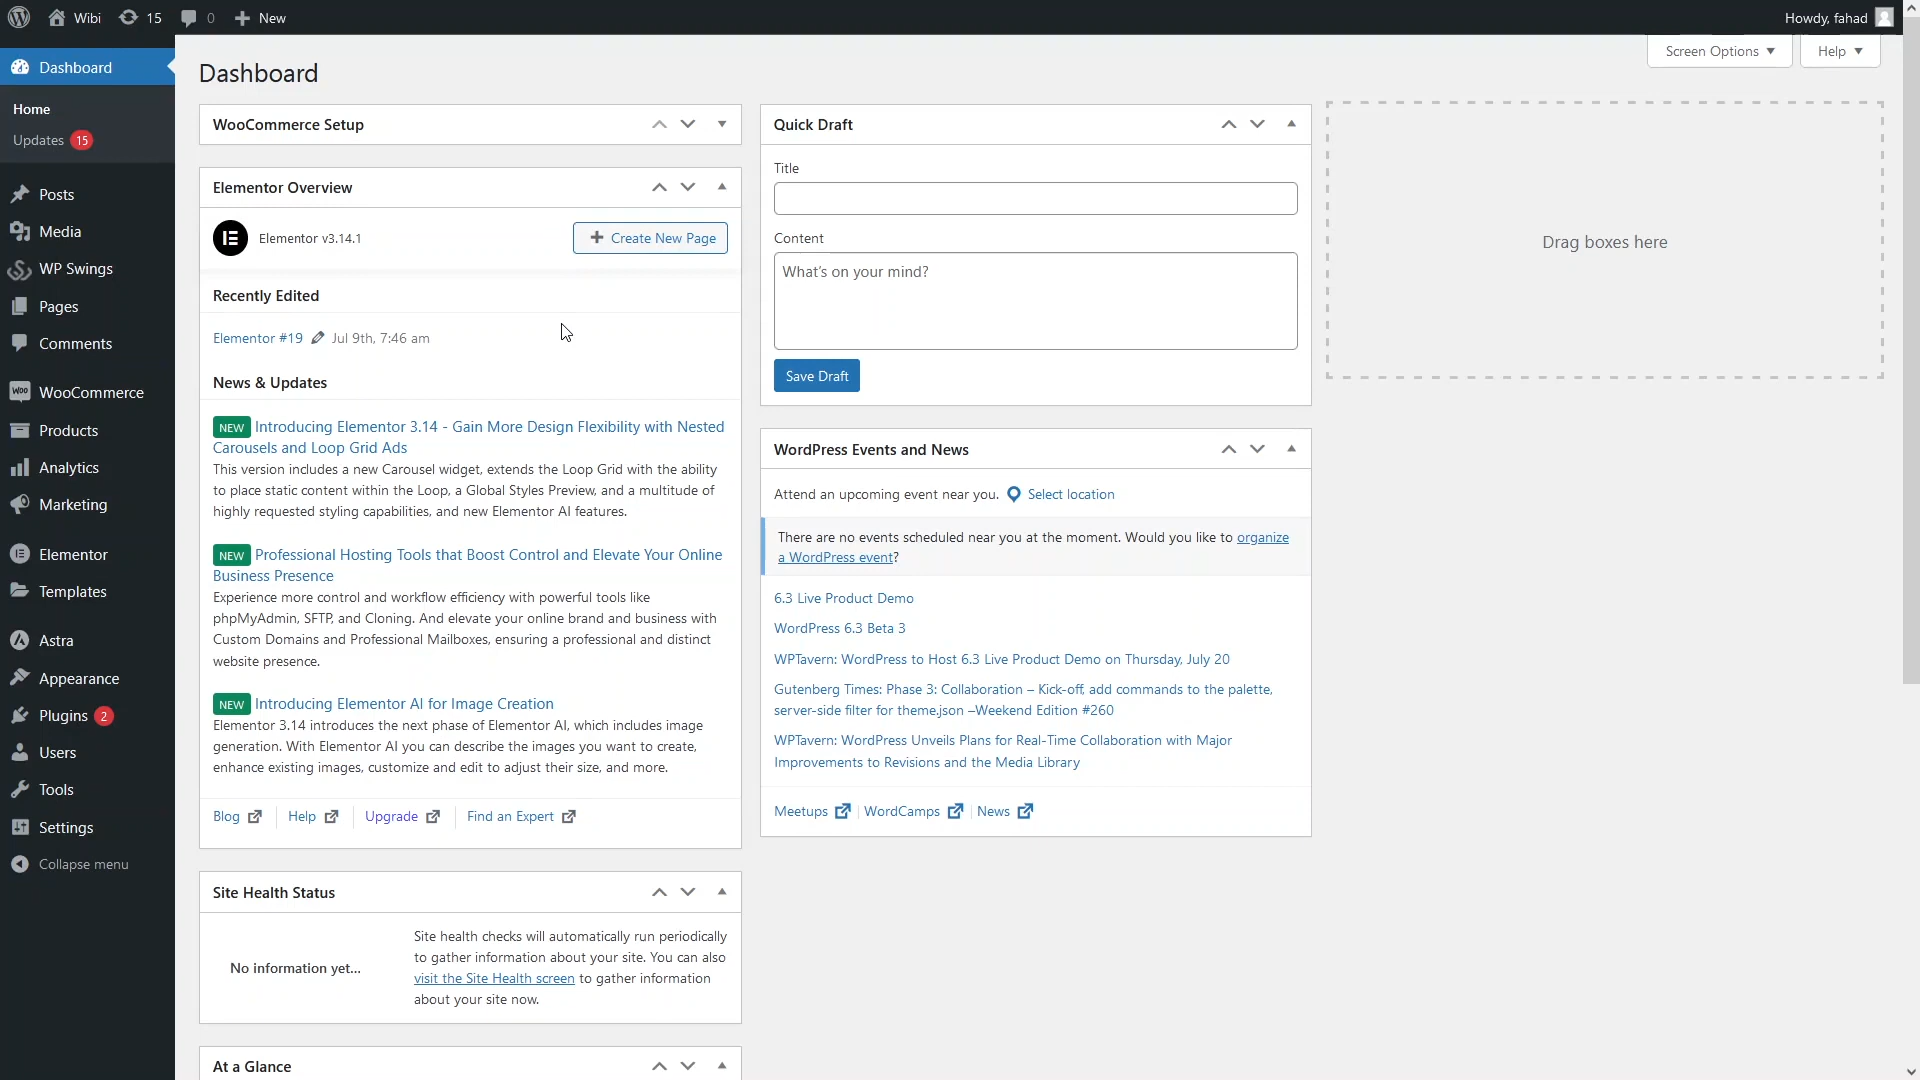 Wibi
15
0
New
Howdy, fahad
Screen Options
Help
Dashboard
Home
Updates 15
Posts
Media
WP Swings
Pages
Comments
Woo WooCommerce
Products
Analytics
Marketing
Elementor
Templates
Astra
Appearance
Plugins 2
Users
Tools
Settings
Collapse menu
Dashboard
WooCommerce Setup
Elementor Overview
Elementor v3.14.1
Create New Page
Recently Edited
Elementor #19 Jul 9th, 7:46 am
News & Updates
NEW Introducing Elementor 3.14 - Gain More Design Flexibility with Nested
Carousels and Loop Grid Ads
This version includes a new Carousel widget, extends the Loop Grid with the ability
to place static content within the Loop, a Global Styles Preview, and a multitude of
highly requested styling capabilities, and new Elementor AI features.
NEW Professional Hosting Tools that Boost Control and Elevate Your Online
Business Presence
Experience more control and workflow efficiency with powerful tools like
phpMyAdmin, SFTP, and Cloning. And elevate your online brand and business with
Custom Domains and Professional Mailboxes, ensuring a professional and distinct
website presence.
NEW Introducing Elementor AI for Image Creation
Elementor 3.14 introduces the next phase of Elementor AI, which includes image
generation. With Elementor AI you can describe the images you want to create,
enhance existing images, customize and edit to adjust their size, and more.
Blog
Help
Upgrade
Find an Expert
Site Health Status
No information yet...
Site health checks will automatically run periodically
to gather information about your site. You can also
visit the Site Health screen to gather information
about your site now.
At a Glance
Quick Draft
Title
Content
What's on your mind?
Save Draft
WordPress Events and News
Attend an upcoming event near you. Select location
There are no events scheduled near you at the moment. Would you like to organize
a WordPress event?
6.3 Live Product Demo
WordPress 6.3 Beta 3
WPTavern: WordPress to Host 6.3 Live Product Demo on Thursday, July 20
Gutenberg Times: Phase 3: Collaboration – Kick-off, add commands to the palette,
server-side filter for theme.json –Weekend Edition #260
WPTavern: WordPress Unveils Plans for Real-Time Collaboration with Major
Improvements to Revisions and the Media Library
Meetups
WordCamps
News
Drag boxes here